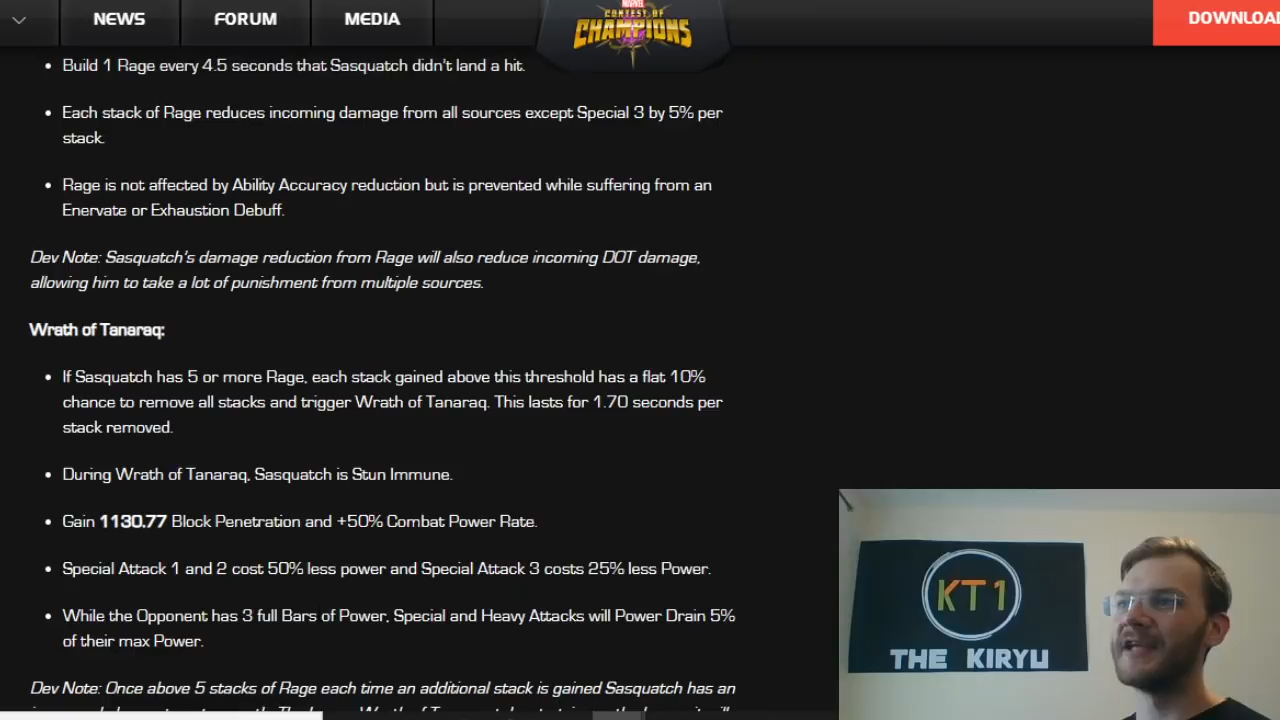 NEWS FORUM MEDIA
MARVEL
CONTEST OF
CHAMPIONS
DOWNLOA
• Build 1 Rage every 4.5 seconds that Sasquatch didn't land a hit.
• Each stack of Rage reduces incoming damage from all sources except Special 3 by 5% per
stack.
• Rage is not affected by Ability Accuracy reduction but is prevented while suffering from an
Enervate or Exhaustion Debuff.
Dev Note: Sasquatch's damage reduction from Rage will also reduce incoming DOT damage,
allowing him to take a lot of punishment from multiple sources.
Wrath of Tanaraq:
• If Sasquatch has 5 or more Rage, each stack gained above this threshold has a flat 10%
chance to remove all stacks and trigger Wrath of Tanaraq. This lasts for 1.70 seconds per
stack removed.
• During Wrath of Tanaraq, Sasquatch is Stun Immune.
• Gain 1130.77 Block Penetration and +50% Combat Power Rate.
• Special Attack 1 and 2 cost 50% less power and Special Attack 3 costs 25% less Power.
• While the Opponent has 3 full Bars of Power, Special and Heavy Attacks will Power Drain 5%
of their max Power.
Dev Note: Once above 5 stacks of Rage each time an additional stack is gained Sasquatch has an
KT1
THE KIRYU